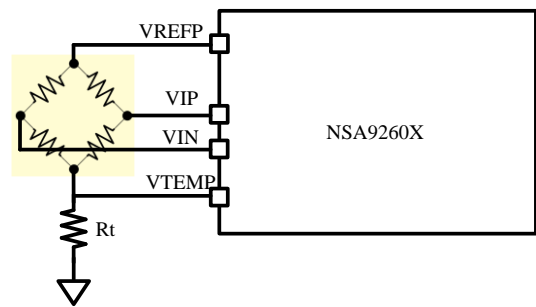 VREFP
VIP
VIN
NSA9260X
VTEMP
Rt